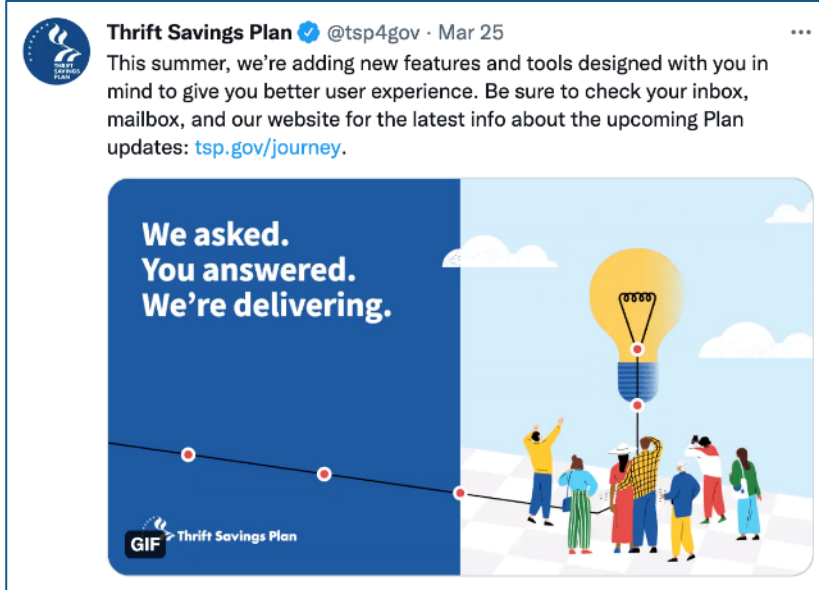 Thrift Savings Plan @tsp4gov · Mar 25
This summer, we're adding new features and tools designed with you in
mind to give you better user experience. Be sure to check your inbox,
mailbox, and our website for the latest info about the upcoming Plan
updates: tsp.gov/journey.
THRIFT
SAVINGS
PLAN
We asked.
You answered.
We're delivering.
GIF
Thrift Savings Plan